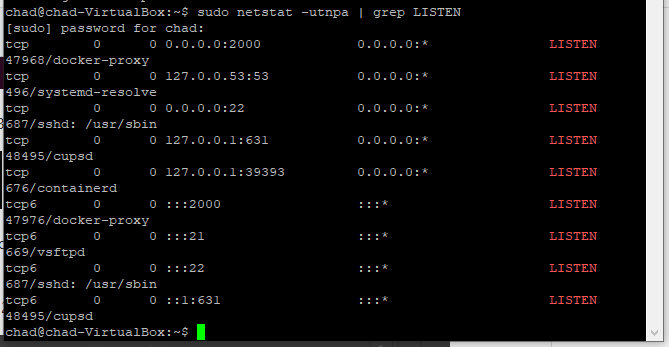 chad@chad-VirtualBox:~$ sudo netstat -utnpa | grep LISTEN
[sudo] password for chad:
tcp        0      0 0.0.0.0:2000            0.0.0.0:*               LISTEN
47968/docker-proxy
tcp        0      0 127.0.0.53:53           0.0.0.0:*               LISTEN
496/systemd-resolve
tcp        0      0 0.0.0.0:22              0.0.0.0:*               LISTEN
687/sshd: /usr/sbin
tcp        0      0 127.0.0.1:631           0.0.0.0:*               LISTEN
48495/cupsd
tcp        0      0 127.0.0.1:39393         0.0.0.0:*               LISTEN
676/containerd
tcp6       0      0 :::2000                 :::*                    LISTEN
47976/docker-proxy
tcp6       0      0 :::21                   :::*                    LISTEN
669/vsftpd
tcp6       0      0 :::22                   :::*                    LISTEN
687/sshd: /usr/sbin
tcp6       0      0 ::1:631                 :::*                    LISTEN
48495/cupsd
chad@chad-VirtualBox:~$